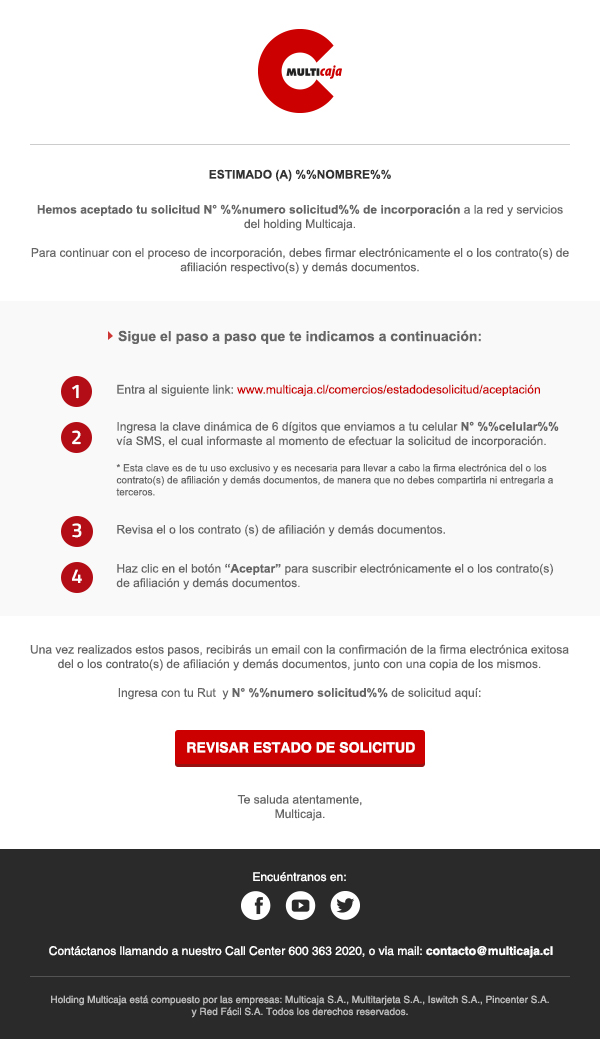 MULTIcaja
ESTIMADO (A) %%NOMBRE%%
Hemos aceptado tu solicitud N° %%numero solicitud%% de incorporación a la red y servicios
del holding Multicaja.
Para continuar con el proceso de incorporación, debes firmar electrónicamente el o los contrato(s) de
afiliación respectivo(s) y demás documentos.
Sigue el paso a paso que te indicamos a continuación:
1 Entra al siguiente link: www.multicaja.cl/comercios/estadodesolicitud/aceptación
2 Ingresa la clave dinámica de 6 dígitos que enviamos a tu celular N° %%celular%%
vía SMS, el cual informaste al momento de efectuar la solicitud de incorporación.
* Esta clave es de tu uso exclusivo y es necesaria para llevar a cabo la firma electrónica del o los
contrato(s) de afiliación y demás documentos, de manera que no debes compartirla ni entregarla a
terceros.
3 Revisa el o los contrato (s) de afiliación y demás documentos.
4 Haz clic en el botón “Aceptar” para suscribir electrónicamente el o los contrato(s)
de afiliación y demás documentos.
Una vez realizados estos pasos, recibirás un email con la confirmación de la firma electrónica exitosa
del o los contrato(s) de afiliación y demás documentos, junto con una copia de los mismos.
Ingresa con tu Rut y N° %%numero solicitud%% de solicitud aquí:
REVISAR ESTADO DE SOLICITUD
Te saluda atentamente,
Multicaja.
Encuéntranos en:
Contáctanos llamando a nuestro Call Center 600 363 2020, o via mail: contacto@multicaja.cl
Holding Multicaja está compuesto por las empresas: Multicaja S.A., Multitarjeta S.A., Iswitch S.A., Pincenter S.A.
y Red Fácil S.A. Todos los derechos reservados.